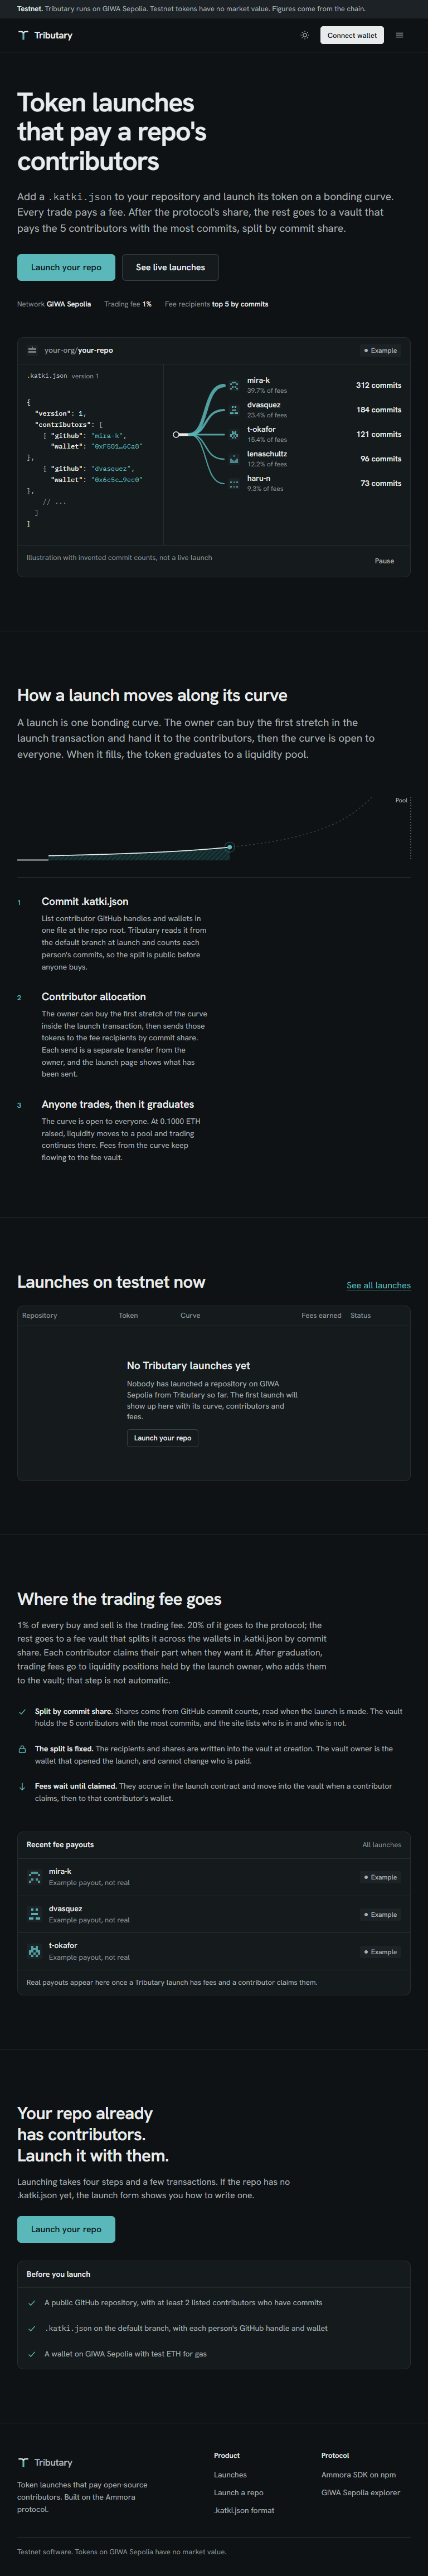 Testnet. Tributary runs on GIWA Sepolia. Testnet tokens have no market value. Figures come from the chain.
Tributary
Connect wallet
Token launches
that pay a repo's
contributors
Add a .katki.json to your repository and launch its token on a bonding curve.
Every trade pays a fee. After the protocol's share, the rest goes to a vault that
pays the 5 contributors with the most commits, split by commit share.
Launch your repo
See live launches
Network GIWA Sepolia
Trading fee 1%
Fee recipients top 5 by commits
your-org/your-repo
Example
.katki.json version 1
{
"version": 1,
"contributors": [
{ "github": "mira-k",
"wallet": "0xF581…6Ca8"
},
{ "github": "dvasquez",
"wallet": "0x6c5c…9ec0"
},
// ...
]
}
mira-k
39.7% of fees
312 commits
dvasquez
23.4% of fees
184 commits
t-okafor
15.4% of fees
121 commits
lenaschultz
12.2% of fees
96 commits
haru-n
9.3% of fees
73 commits
Illustration with invented commit counts, not a live launch
Pause
How a launch moves along its curve
A launch is one bonding curve. The owner can buy the first stretch in the
launch transaction and hand it to the contributors, then the curve is open to
everyone. When it fills, the token graduates to a liquidity pool.
Pool
1
Commit .katki.json
List contributor GitHub handles and wallets in
one file at the repo root. Tributary reads it from
the default branch at launch and counts each
person's commits, so the split is public before
anyone buys.
2
Contributor allocation
The owner can buy the first stretch of the curve
inside the launch transaction, then sends those
tokens to the fee recipients by commit share.
Each send is a separate transfer from the
owner, and the launch page shows what has
been sent.
3
Anyone trades, then it graduates
The curve is open to everyone. At 0.1000 ETH
raised, liquidity moves to a pool and trading
continues there. Fees from the curve keep
flowing to the fee vault.
Launches on testnet now
See all launches
Repository
Token
Curve
Fees earned
Status
No Tributary launches yet
Nobody has launched a repository on GIWA
Sepolia from Tributary so far. The first launch will
show up here with its curve, contributors and
fees.
Launch your repo
Where the trading fee goes
1% of every buy and sell is the trading fee. 20% of it goes to the protocol; the
rest goes to a fee vault that splits it across the wallets in .katki.json by commit
share. Each contributor claims their part when they want it. After graduation,
trading fees go to liquidity positions held by the launch owner, who adds them
to the vault; that step is not automatic.
Split by commit share. Shares come from GitHub commit counts, read when the launch is made. The vault
holds the 5 contributors with the most commits, and the site lists who is in and who is not.
The split is fixed. The recipients and shares are written into the vault at creation. The vault owner is the
wallet that opened the launch, and cannot change who is paid.
Fees wait until claimed. They accrue in the launch contract and move into the vault when a contributor
claims, then to that contributor's wallet.
Recent fee payouts
All launches
mira-k
Example payout, not real
Example
dvasquez
Example payout, not real
Example
t-okafor
Example payout, not real
Example
Real payouts appear here once a Tributary launch has fees and a contributor claims them.
Your repo already
has contributors.
Launch it with them.
Launching takes four steps and a few transactions. If the repo has no
.katki.json yet, the launch form shows you how to write one.
Launch your repo
Before you launch
A public GitHub repository, with at least 2 listed contributors who have commits
.katki.json on the default branch, with each person's GitHub handle and wallet
A wallet on GIWA Sepolia with test ETH for gas
Tributary
Token launches that pay open-source
contributors. Built on the Ammora
protocol.
Product
Launches
Launch a repo
.katki.json format
Protocol
Ammora SDK on npm
GIWA Sepolia explorer
Testnet software. Tokens on GIWA Sepolia have no market value.